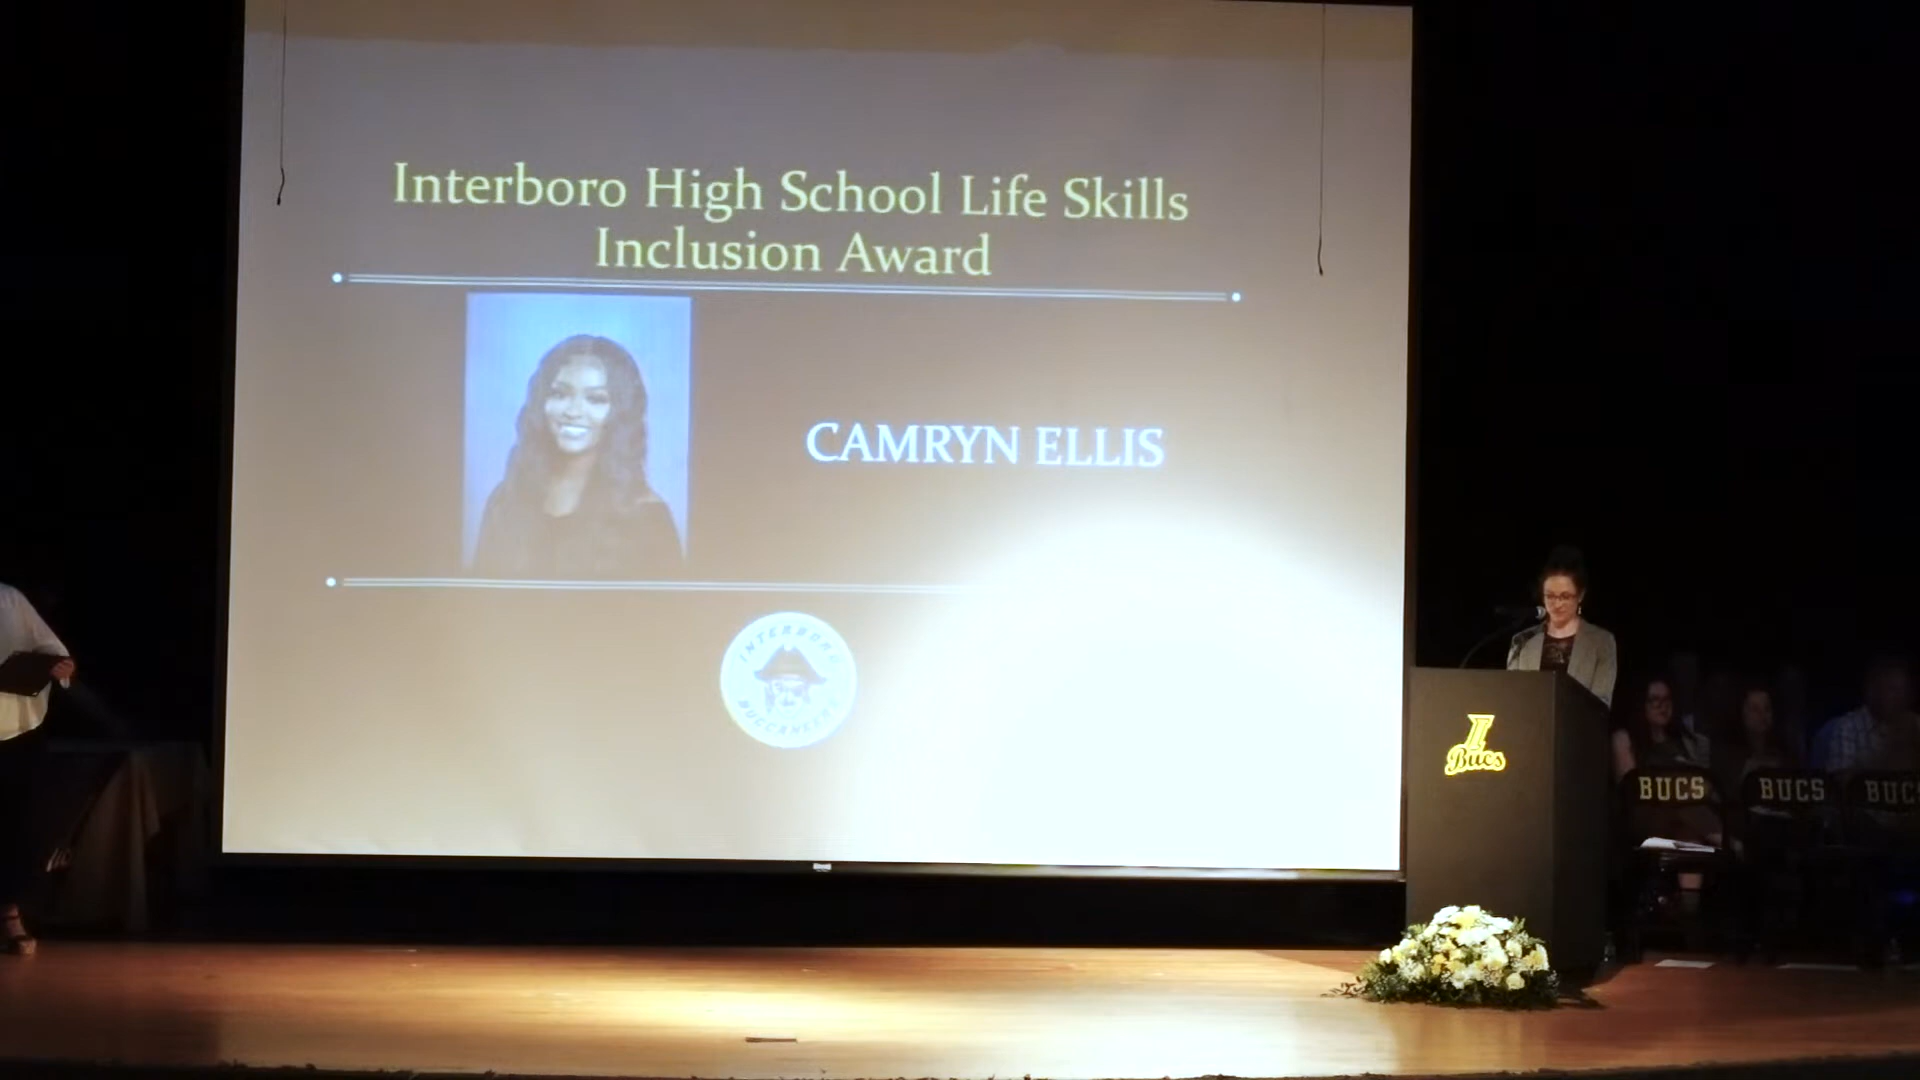 Interboro High School Life Skills
Inclusion Award
CAMRYN ELLIS
INTERBORO
BUCCANEERS
I
Bucs
BUCS
BUCS
BUC